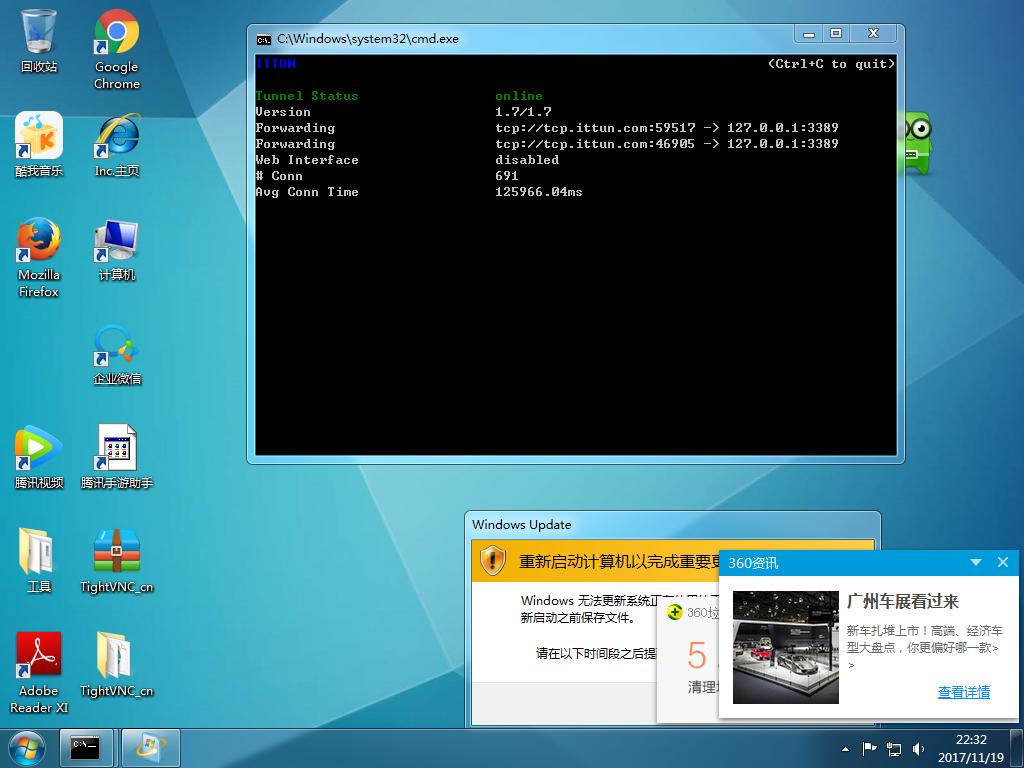 回收站
Google
Chrome
酷我音乐
Inc.主页
Mozilla
Firefox
计算机
企业微信
腾讯视频
腾讯手游助手
工具
TightVNC_cn
Adobe
Reader XI
TightVNC_cn
C:\Windows\system32\cmd.exe
ITTUN (Ctrl+C to quit)
Tunnel Status online
Version 1.7/1.7
Forwarding tcp://tcp.ittun.com:59517 -> 127.0.0.1:3389
Forwarding tcp://tcp.ittun.com:46905 -> 127.0.0.1:3389
Web Interface disabled
# Conn 691
Avg Conn Time 125966.04ms
Windows Update
重新启动计算机以完成重要
Windows 无法更新系统正
新启动之前保存文件。
请在以下时间段之后提
360垃
5
清理
360资讯
广州车展看过来
新车扎堆上市！高端、经济车
型大盘点，你更偏好哪一款>
>
查看详情
C:\_
22:32
2017/11/19